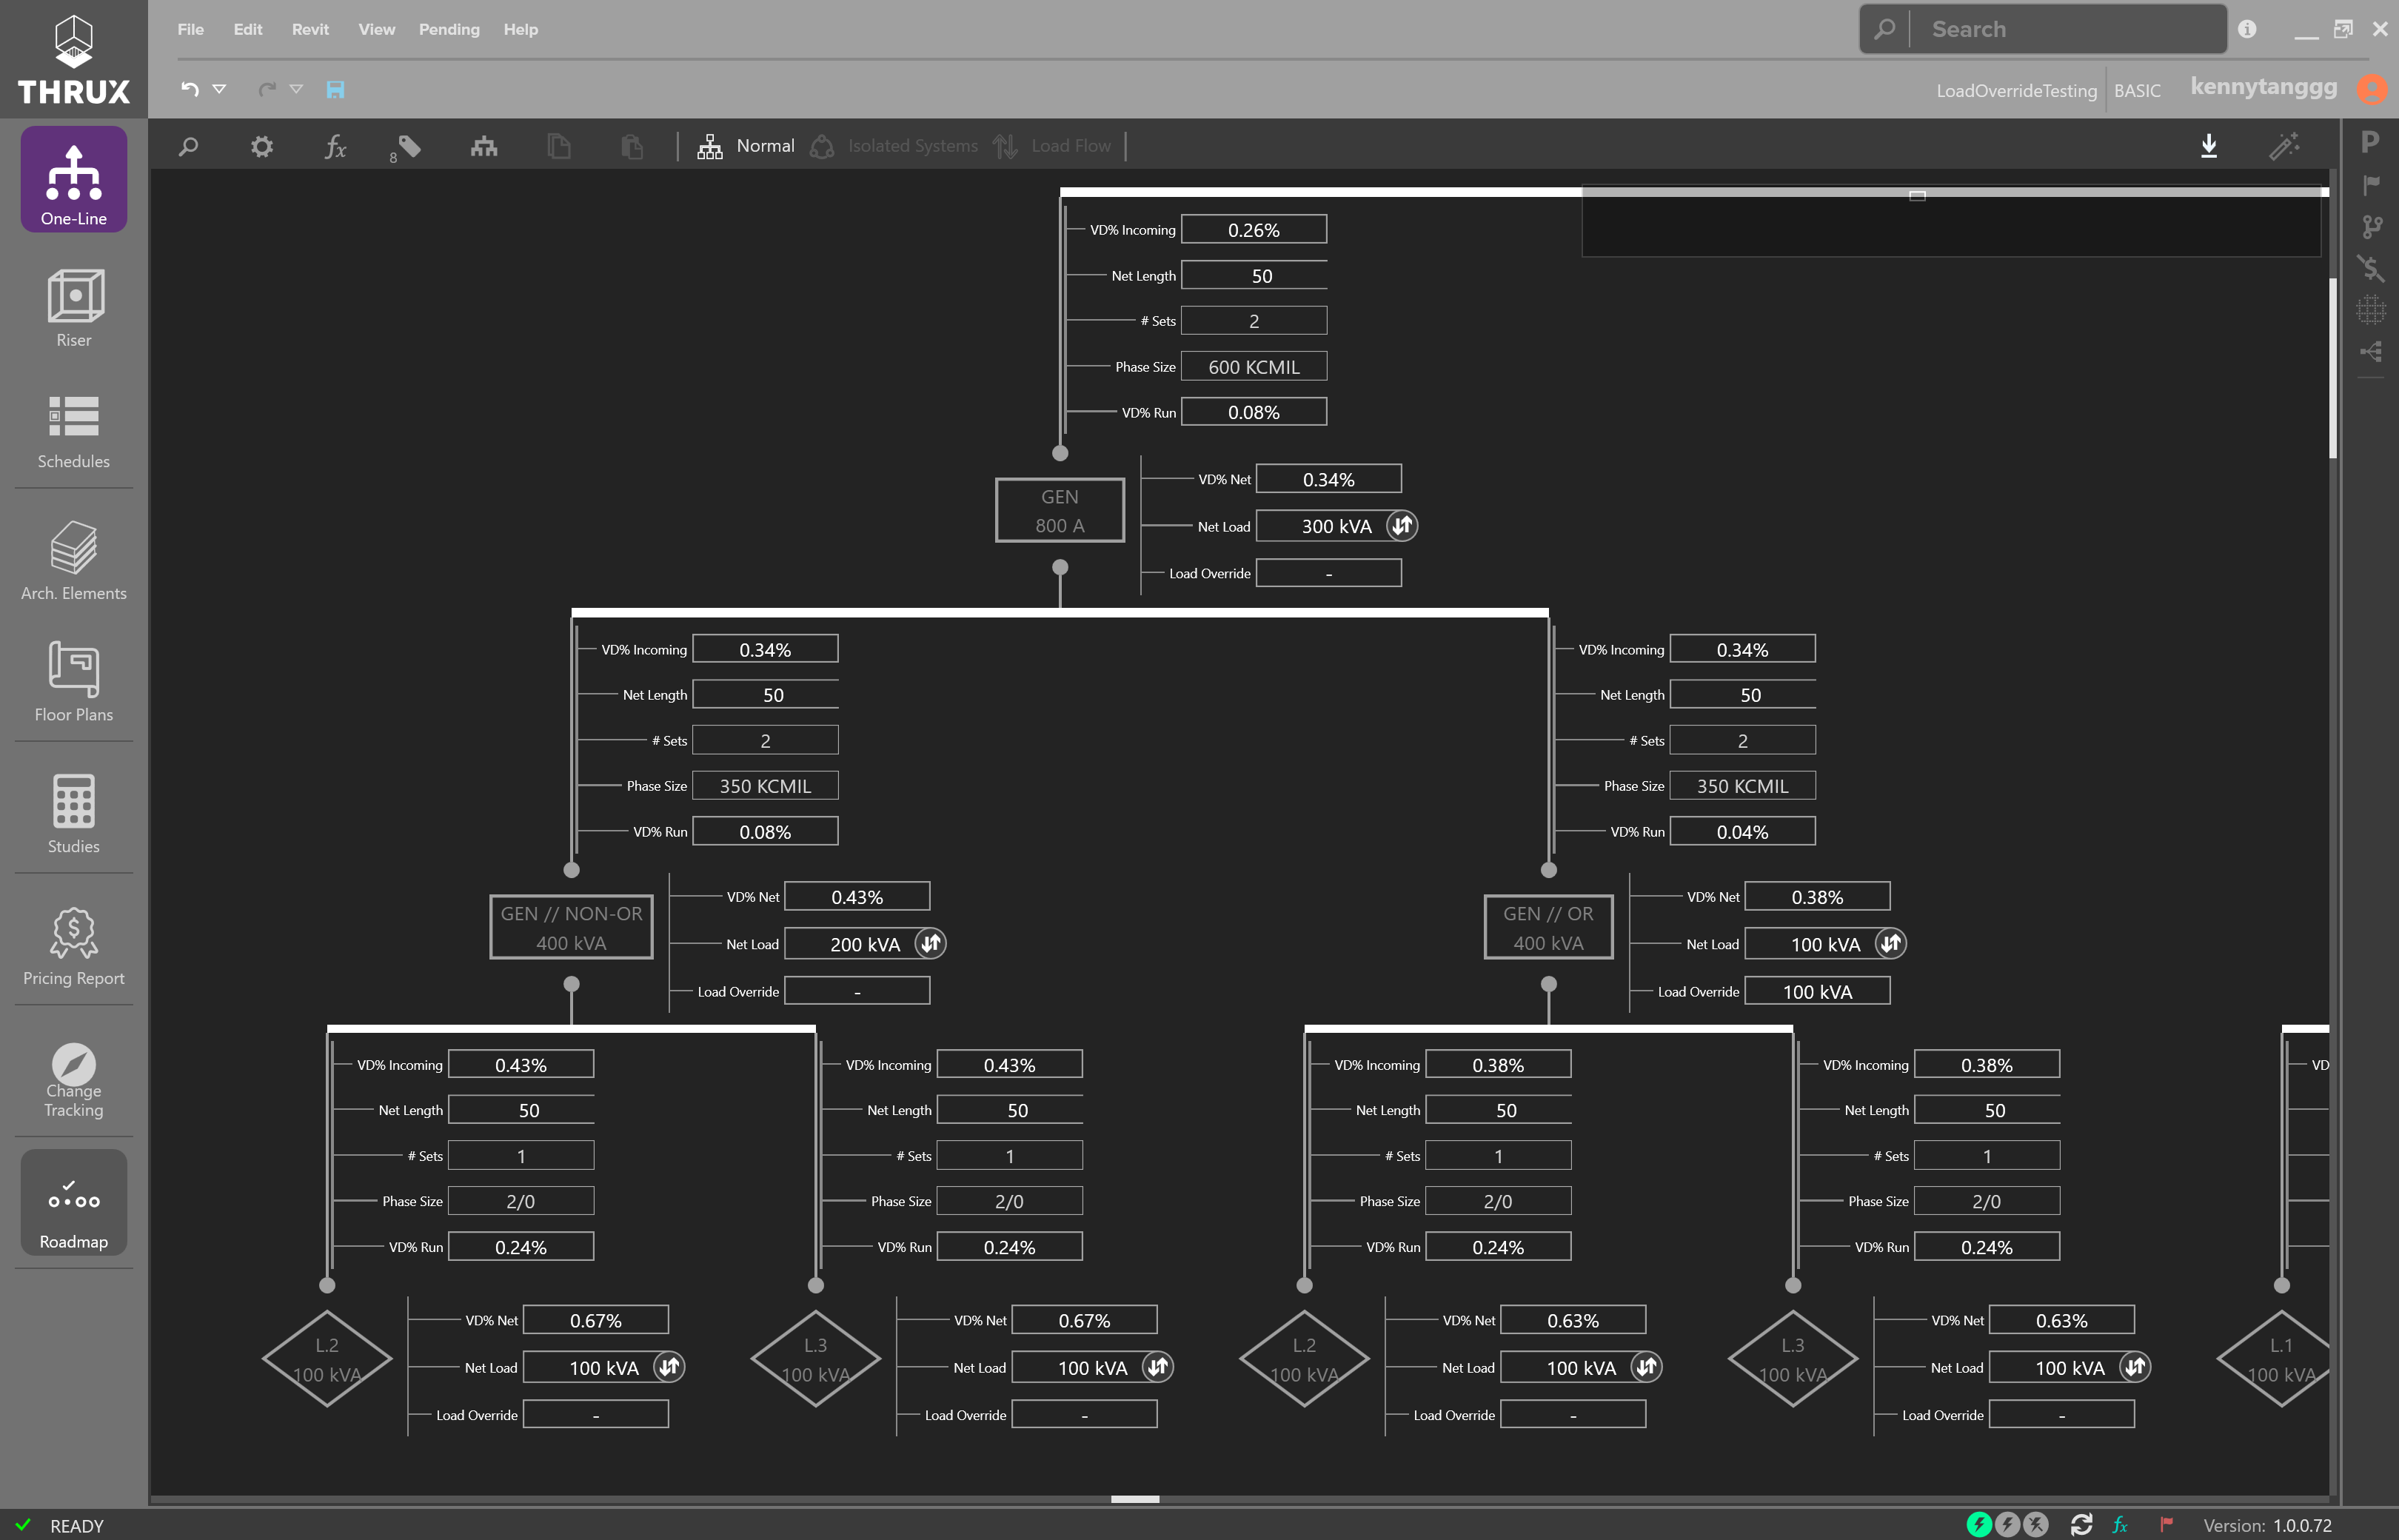 THRUX
File Edit Revit View Pending Help
Search
LoadOverrideTesting BASIC kennytanggg
8 Normal Isolated Systems Load Flow
P
One-Line
Riser
Schedules
Arch. Elements
Floor Plans
Studies
Pricing Report
Change
Tracking
Roadmap
VD% Incoming 0.26%
Net Length 50
# Sets 2
Phase Size 600 KCMIL
VD% Run 0.08%
GEN
800 A
VD% Net 0.34%
Net Load 300 kVA
Load Override -
VD% Incoming 0.34%
Net Length 50
# Sets 2
Phase Size 350 KCMIL
VD% Run 0.08%
VD% Incoming 0.34%
Net Length 50
# Sets 2
Phase Size 350 KCMIL
VD% Run 0.04%
GEN // NON-OR
400 kVA
VD% Net 0.43%
Net Load 200 kVA
Load Override -
GEN // OR
400 kVA
VD% Net 0.38%
Net Load 100 kVA
Load Override 100 kVA
VD% Incoming 0.43%
Net Length 50
# Sets 1
Phase Size 2/0
VD% Run 0.24%
VD% Incoming 0.43%
Net Length 50
# Sets 1
Phase Size 2/0
VD% Run 0.24%
VD% Incoming 0.38%
Net Length 50
# Sets 1
Phase Size 2/0
VD% Run 0.24%
VD% Incoming 0.38%
Net Length 50
# Sets 1
Phase Size 2/0
VD% Run 0.24%
VD
L.2
100 kVA
VD% Net 0.67%
Net Load 100 kVA
Load Override -
L.3
100 kVA
VD% Net 0.67%
Net Load 100 kVA
Load Override -
L.2
100 kVA
VD% Net 0.63%
Net Load 100 kVA
Load Override -
L.3
100 kVA
VD% Net 0.63%
Net Load 100 kVA
Load Override -
L.1
100 kVA
READY
fx
Version: 1.0.0.72